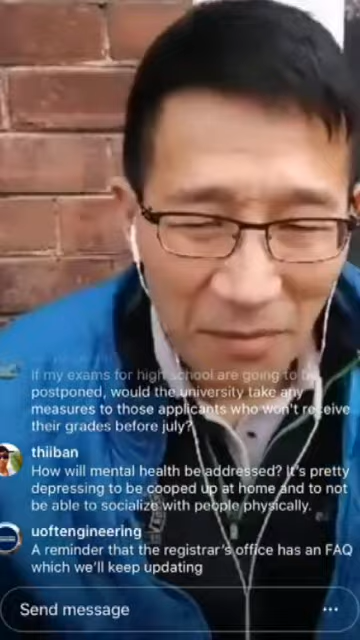 If my exams for high school are going to be
postponed, would the university take any
measures to those applicants who won't receive
their grades before july?
thiiban
How will mental health be addressed? It's pretty
depressing to be cooped up at home and to not
be able to socialize with people physically.
uoftengineering
A reminder that the registrar's office has an FAQ
which we'll keep updating
Send message